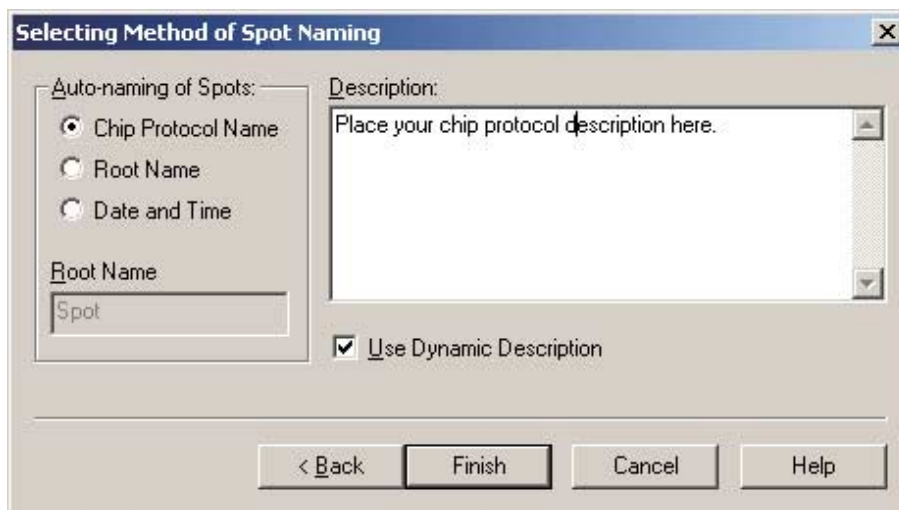 Selecting Method of Spot Naming
Auto-naming of Spots:
Chip Protocol Name
Root Name
Date and Time
Root Name
Spot
Description:
Place your chip protocol description here.
Use Dynamic Description
< Back
Finish
Cancel
Help